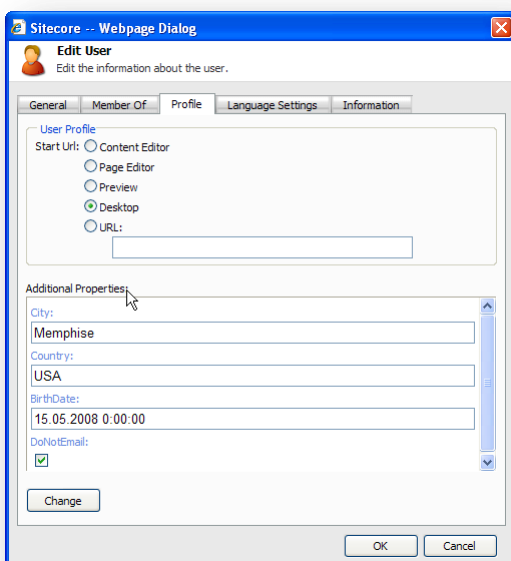 Sitecore -- Webpage Dialog
Edit User
Edit the information about the user.
General Member Of Profile Language Settings Information
User Profile
Start Url: Content Editor
Page Editor
Preview
Desktop
URL:
Additional Properties:
City:
Memphise
Country:
USA
BirthDate:
15.05.2008 0:00:00
DoNotEmail:
Change
OK Cancel